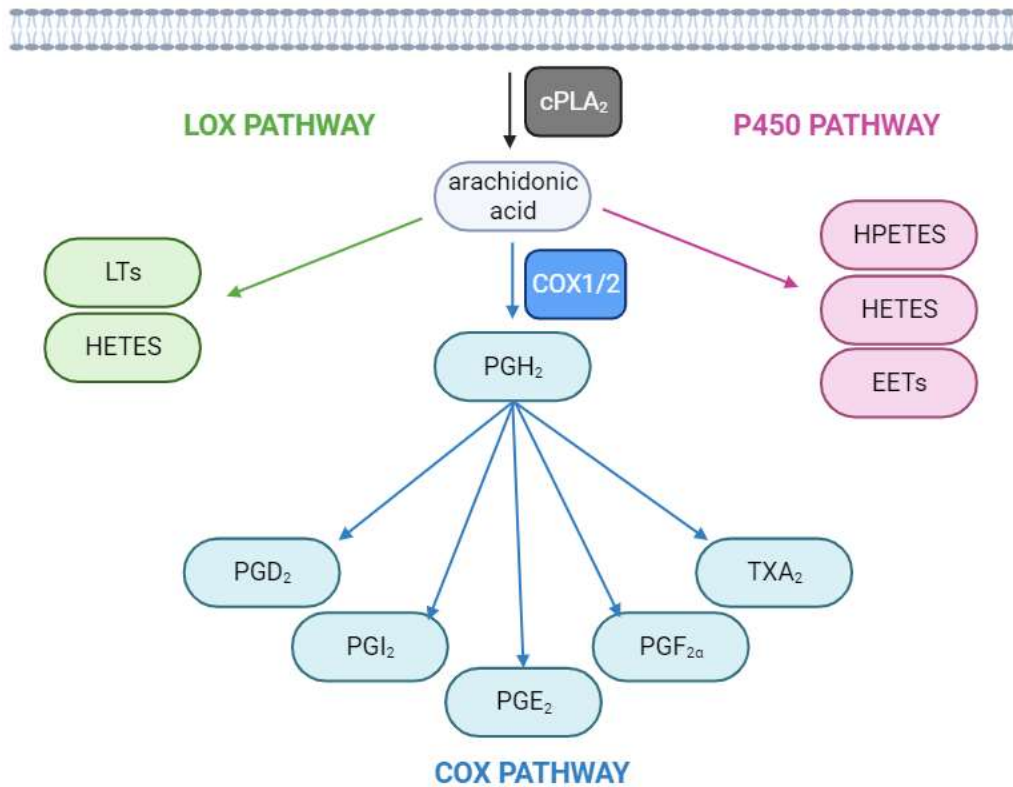 cPLA₂
LOX PATHWAY
P450 PATHWAY
arachidonic
acid
HPETES
LTs
COX1/2
HETES
HETES
PGH₂
EETs
PGD₂
TXA₂
PGI₂
PGF₂α
PGE₂
COX PATHWAY